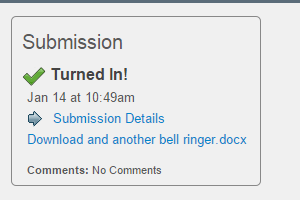 Submission
Turned In!
Jan 14 at 10:49am
Submission Details
Download and another bell ringer.docx
Comments: No Comments